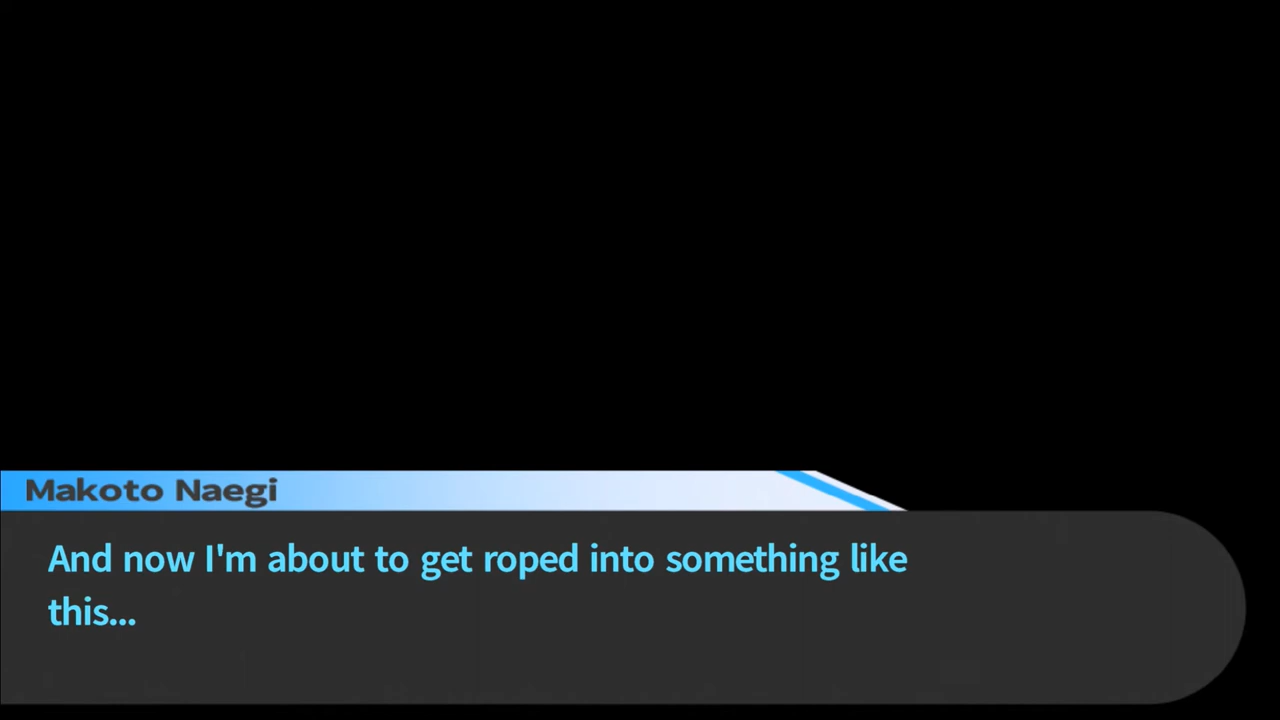 Makoto Naegi
And now I'm about to get roped into something like
this...